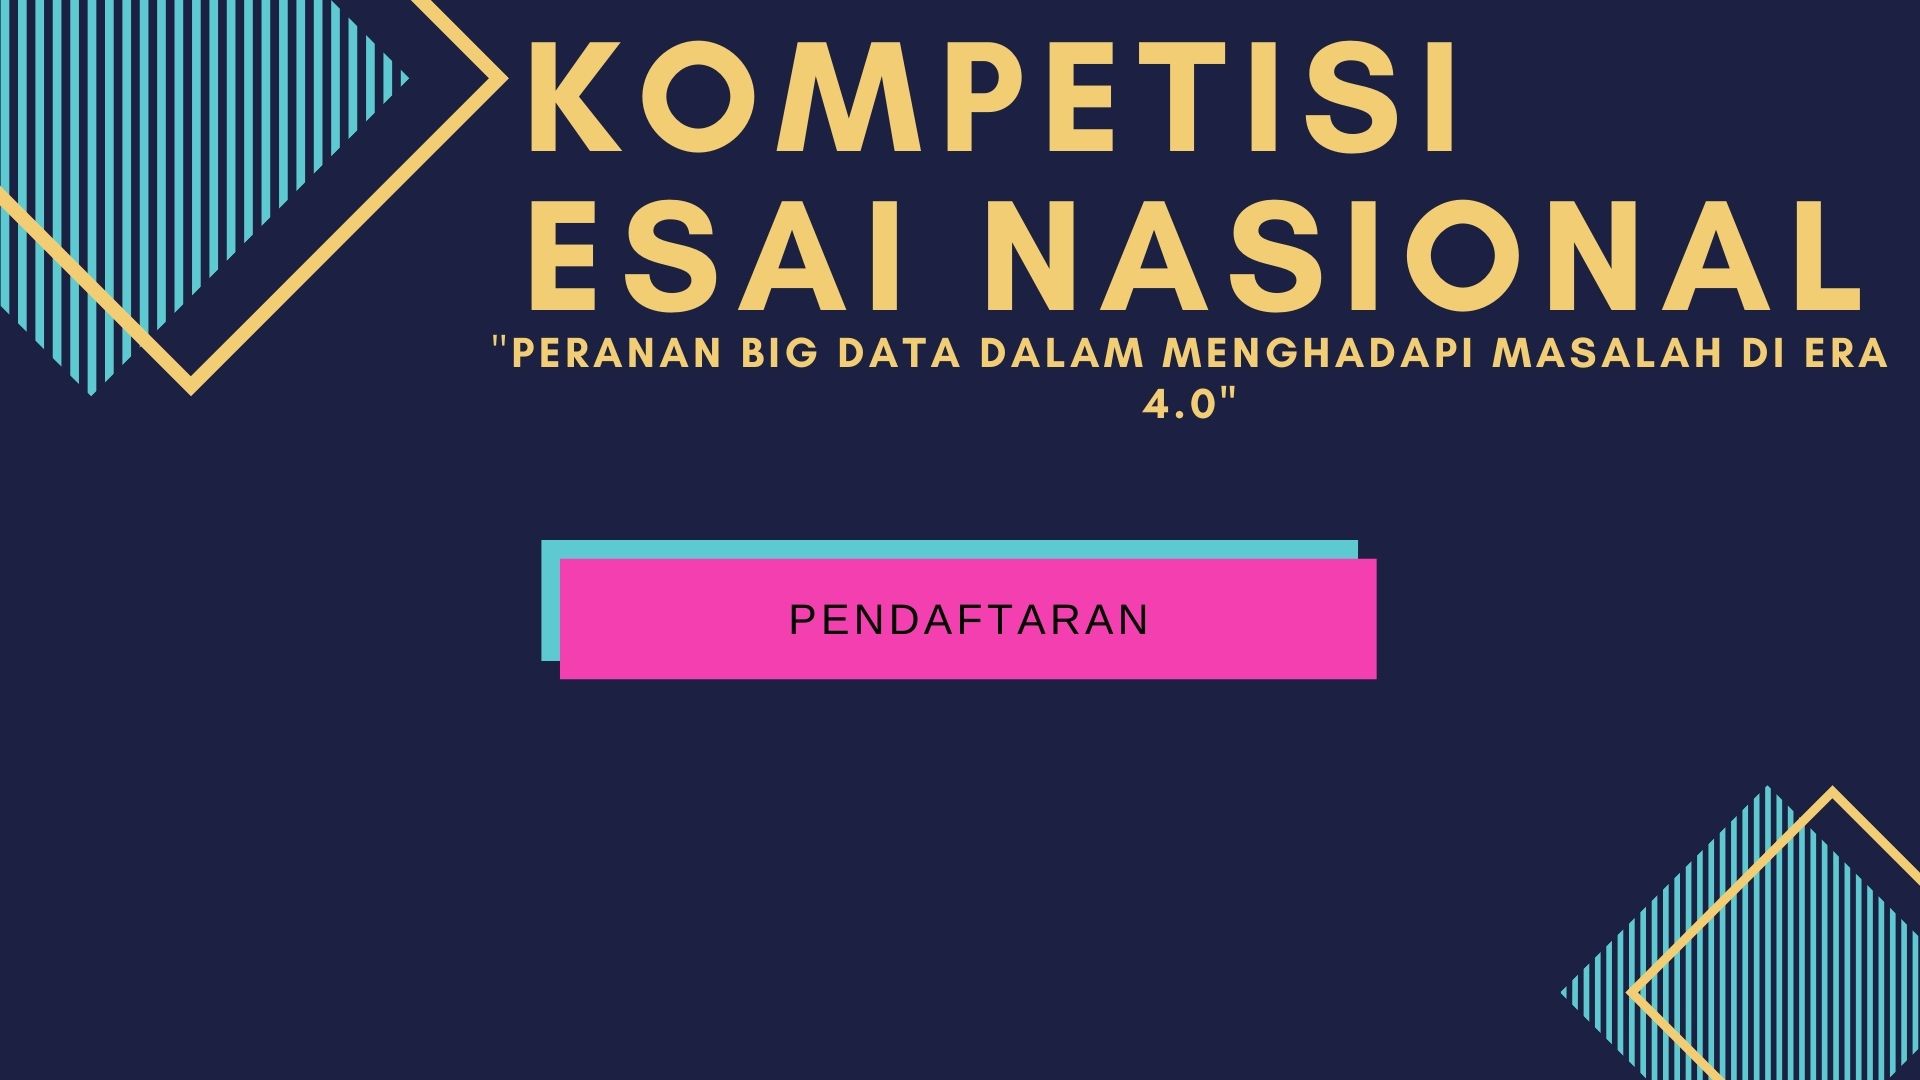 KOMPETISI
ESAI NASIONAL
"PERANAN BIG DATA DALAM MENGHADAPI MASALAH DI ERA
4.0"
PENDAFTARAN